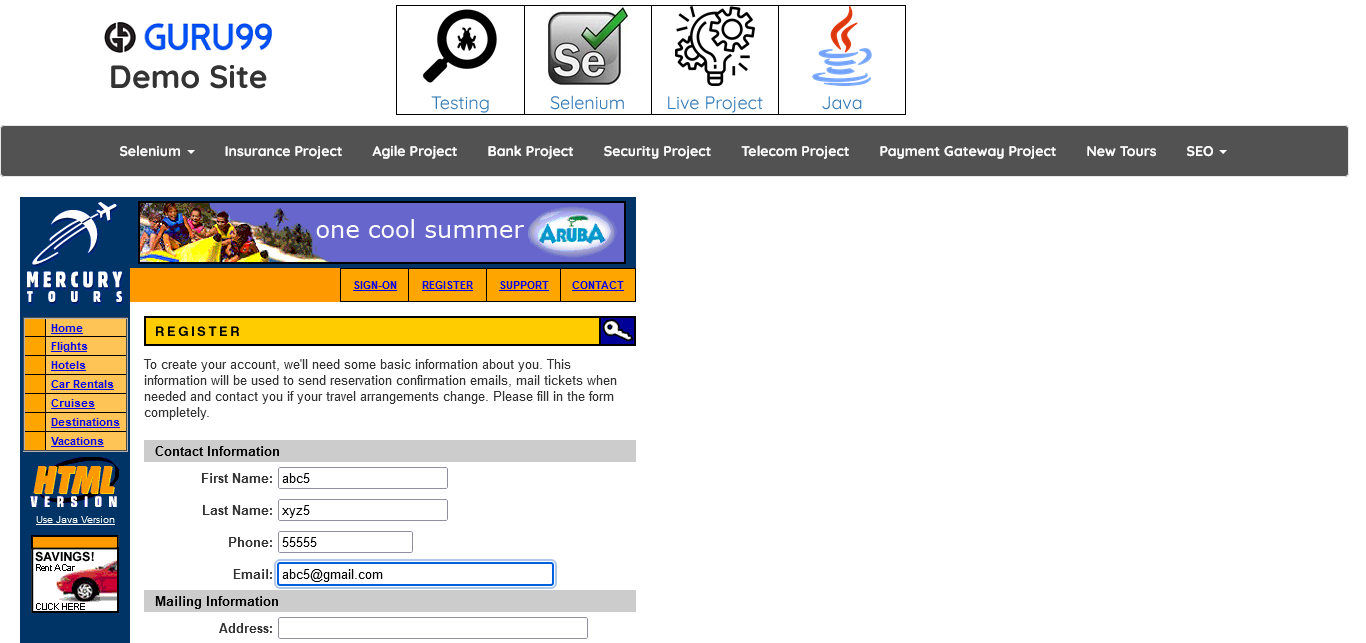 GURU99
Demo Site
Testing
Se
Selenium
Live Project
Java
Selenium
Insurance Project
Agile Project
Bank Project
Security Project
Telecom Project
Payment Gateway Project
New Tours
SEO
MERCURY
TOURS
one cool summer
ARUBA
SIGN-ON
REGISTER
SUPPORT
CONTACT
Home
Flights
Hotels
Car Rentals
Cruises
Destinations
Vacations
HTML
VERSION
Use Java Version
SAVINGS!
Rent A Car
CLICK HERE
REGISTER
To create your account, we'll need some basic information about you. This
information will be used to send reservation confirmation emails, mail tickets when
needed and contact you if your travel arrangements change. Please fill in the form
completely.
Contact Information
First Name: abc5
Last Name: xyz5
Phone: 55555
Email: abc5@gmail.com
Mailing Information
Address: